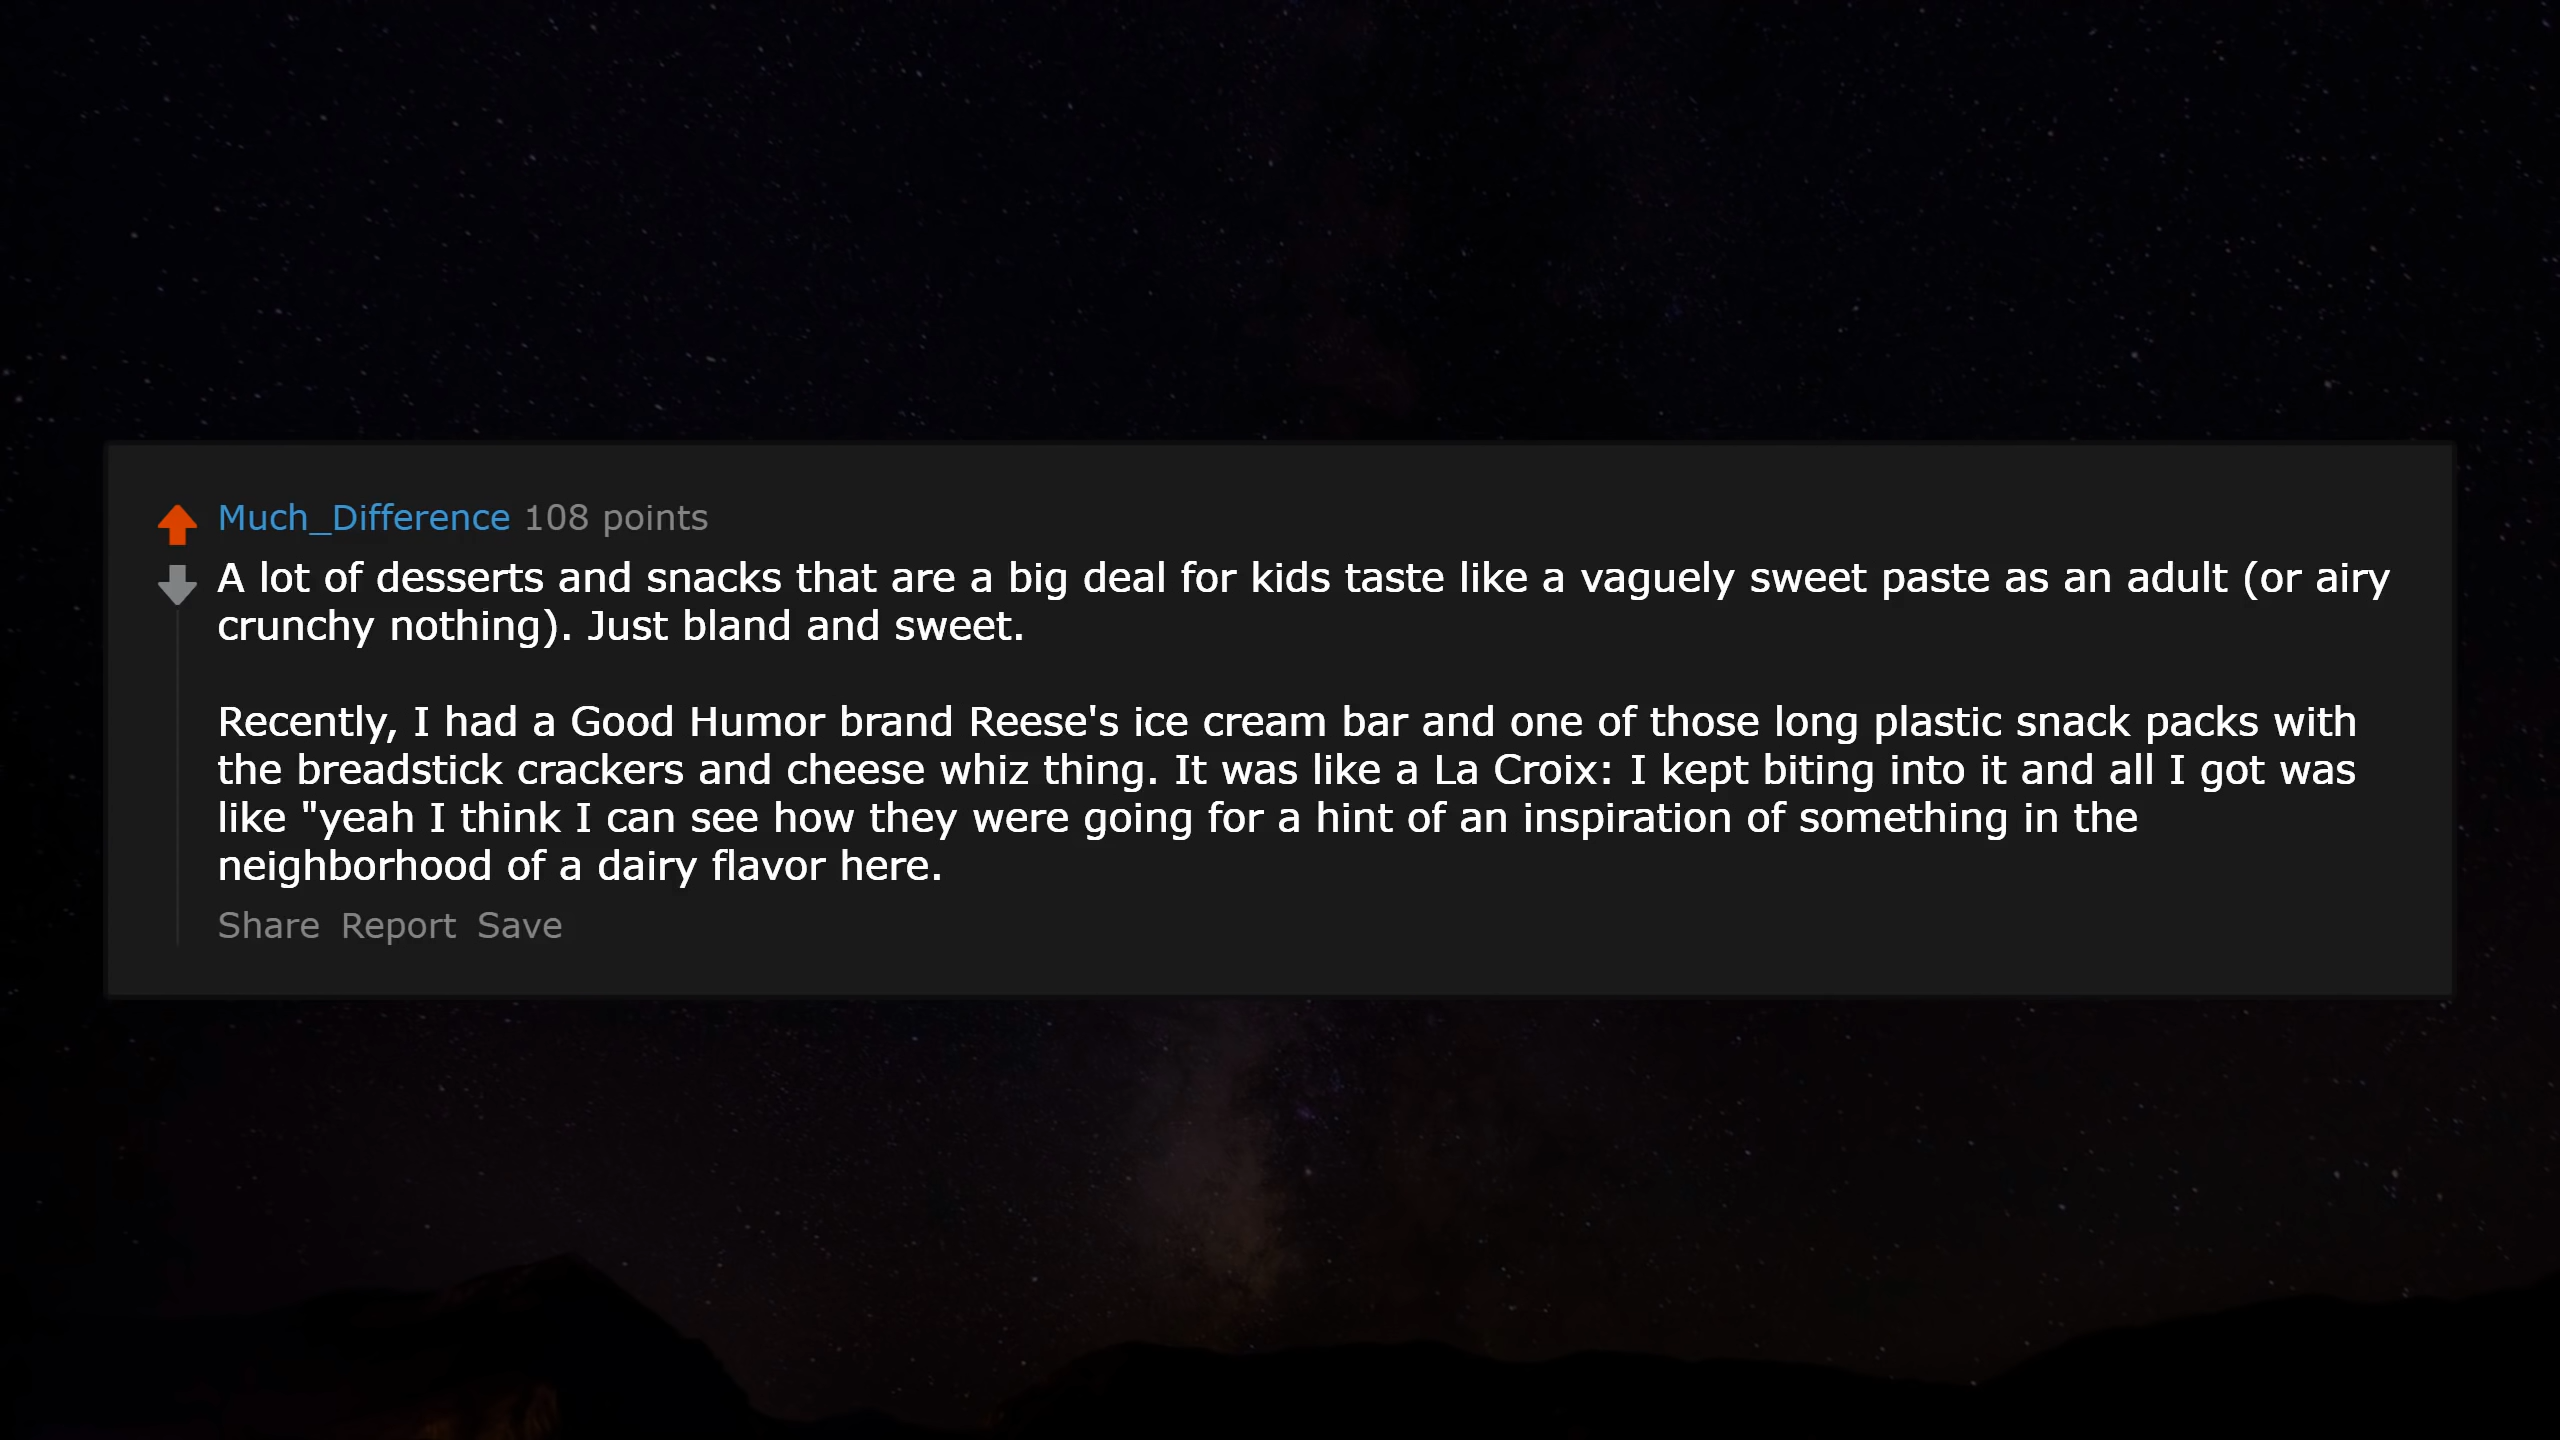 Much_Difference 108 points
A lot of desserts and snacks that are a big deal for kids taste like a vaguely sweet paste as an adult (or airy
crunchy nothing). Just bland and sweet.
Recently, I had a Good Humor brand Reese's ice cream bar and one of those long plastic snack packs with
the breadstick crackers and cheese whiz thing. It was like a La Croix: I kept biting into it and all I got was
like "yeah I think I can see how they were going for a hint of an inspiration of something in the
neighborhood of a dairy flavor here.
Share Report Save